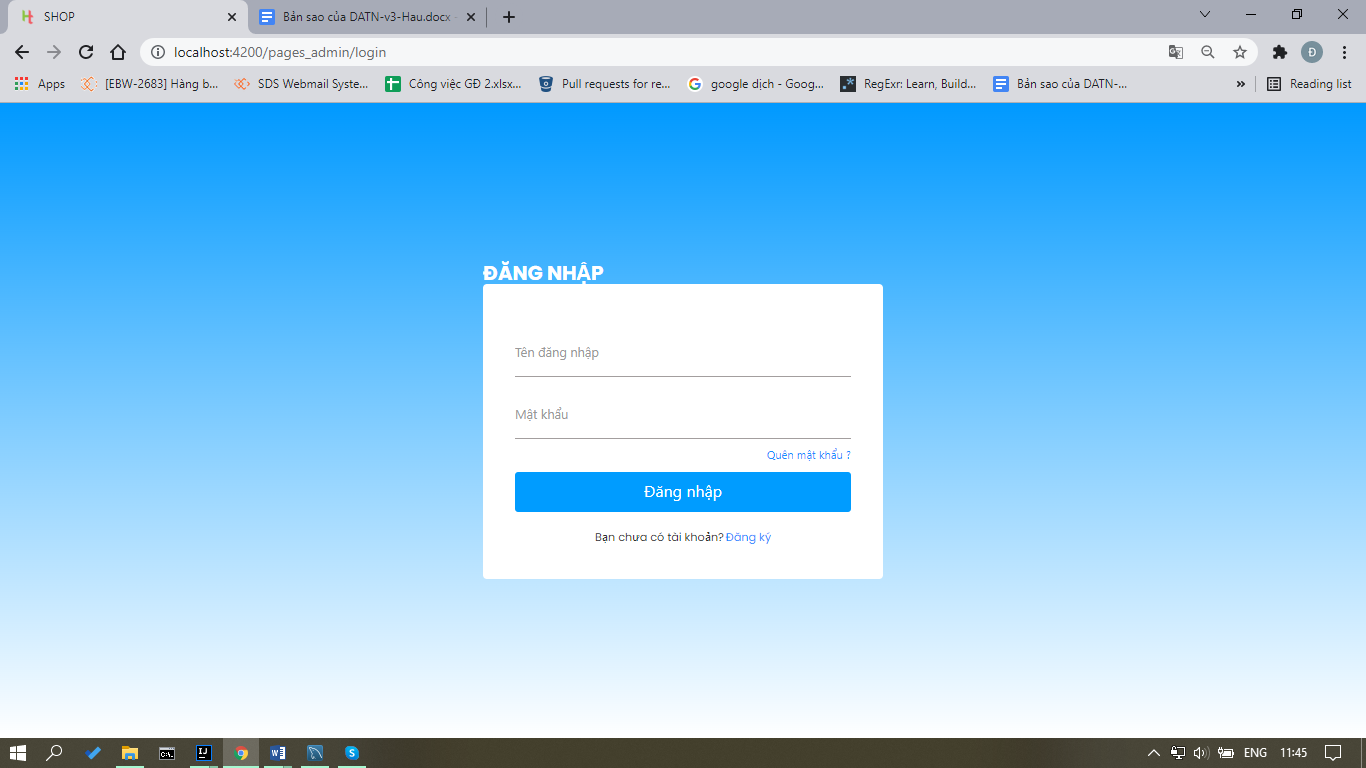 SHOP
Bản sao của DATN-v3-Hau.docx
localhost:4200/pages_admin/login
Apps
[EBW-2683] Hàng b...
SDS Webmail Syste...
Công việc GĐ 2.xlsx...
Pull requests for re...
google dịch - Goog...
RegExr: Learn, Build...
Bản sao của DATN-...
Reading list
ĐĂNG NHẬP
Tên đăng nhập
Mật khẩu
Quên mật khẩu ?
Đăng nhập
Bạn chưa có tài khoản? Đăng ký
ENG
11:45